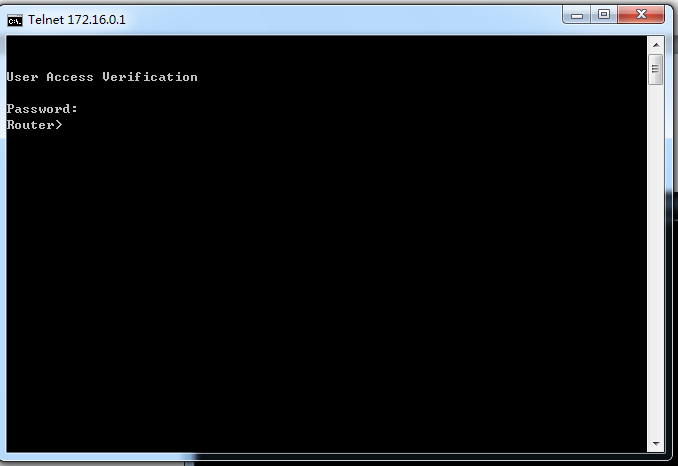 Telnet 172.16.0.1
C:\.
User Access Verification
Password:
Router>